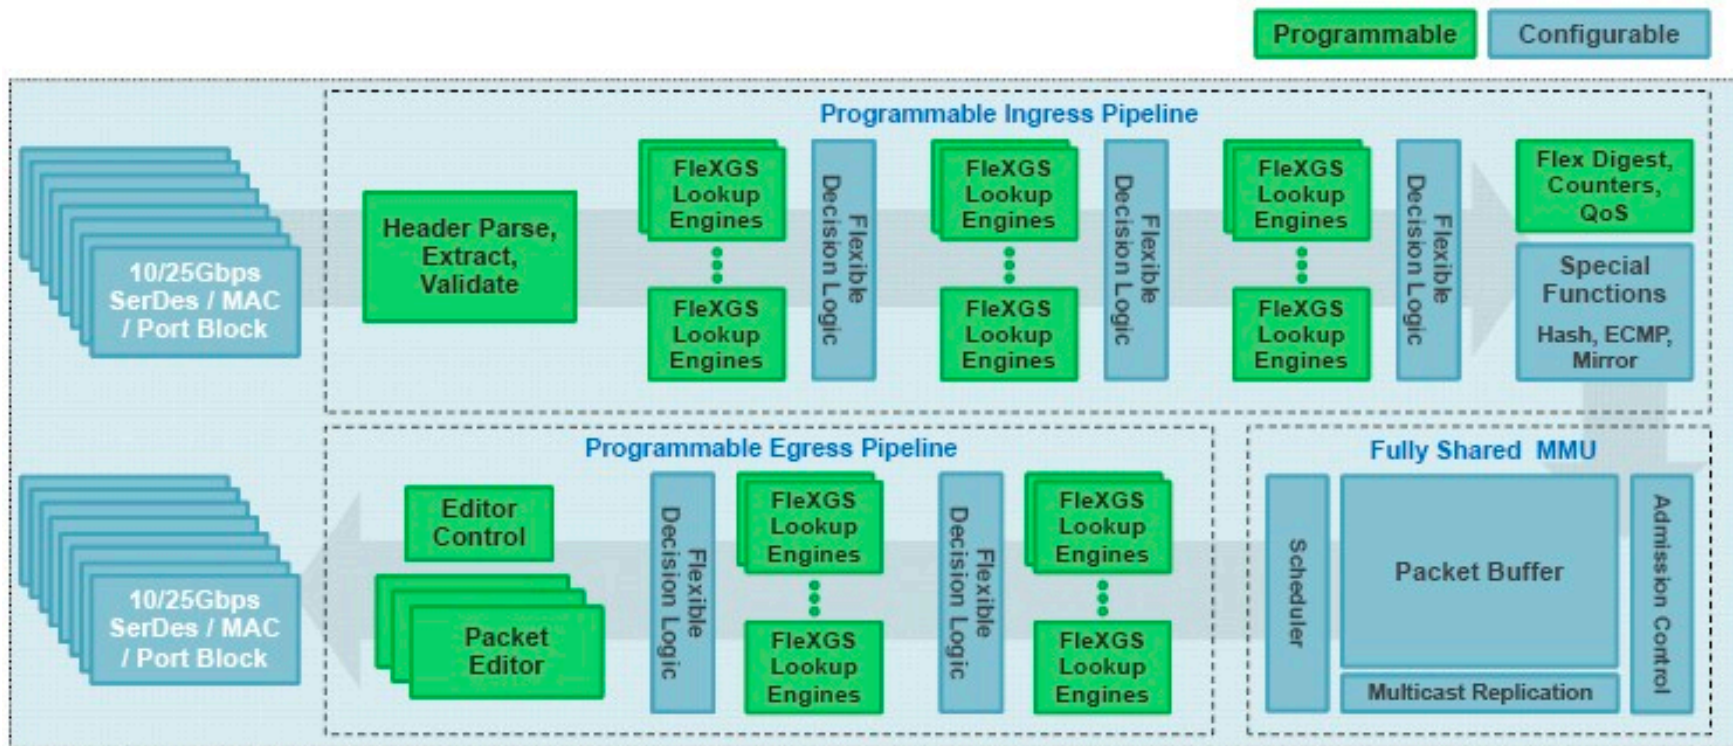 Programmable
Configurable
Programmable Ingress Pipeline
10/25Gbps
SerDes / MAC
/ Port Block
Header Parse,
Extract,
Validate
FleXGS
Lookup
Engines
FleXGS
Lookup
Engines
Flexible
Decision Logic
FleXGS
Lookup
Engines
FleXGS
Lookup
Engines
Flexible
Decision Logic
FleXGS
Lookup
Engines
FleXGS
Lookup
Engines
Flexible
Decision Logic
Flex Digest,
Counters,
QoS
Special
Functions
Hash, ECMP,
Mirror
Programmable Egress Pipeline
10/25Gbps
SerDes / MAC
/ Port Block
Editor
Control
Packet
Editor
Flexible
Decision Logic
FleXGS
Lookup
Engines
FleXGS
Lookup
Engines
Flexible
Decision Logic
FleXGS
Lookup
Engines
FleXGS
Lookup
Engines
Fully Shared MMU
Scheduler
Packet Buffer
Multicast Replication
Admission Control